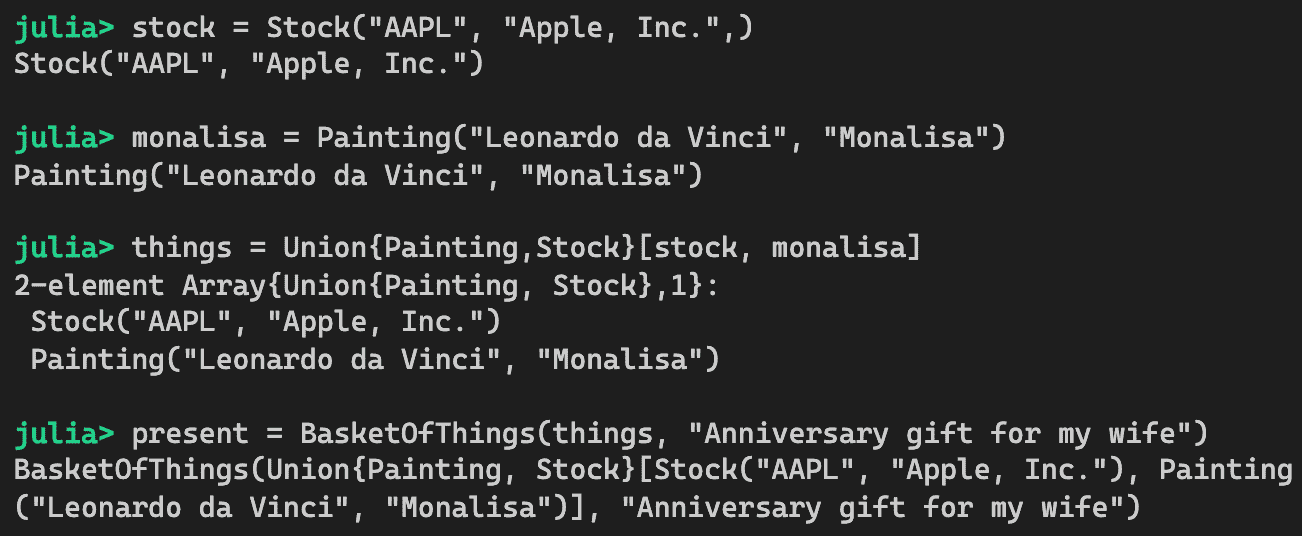 julia> stock = Stock("AAPL", "Apple, Inc.",)
Stock("AAPL", "Apple, Inc.")
julia> monalisa = Painting("Leonardo da Vinci", "Monalisa")
Painting("Leonardo da Vinci", "Monalisa")
julia> things = Union{Painting,Stock}[stock, monalisa]
2-element Array{Union{Painting, Stock},1}:
 Stock("AAPL", "Apple, Inc.")
 Painting("Leonardo da Vinci", "Monalisa")
julia> present = BasketOfThings(things, "Anniversary gift for my wife")
BasketOfThings(Union{Painting, Stock}[Stock("AAPL", "Apple, Inc."), Painting
("Leonardo da Vinci", "Monalisa")], "Anniversary gift for my wife")